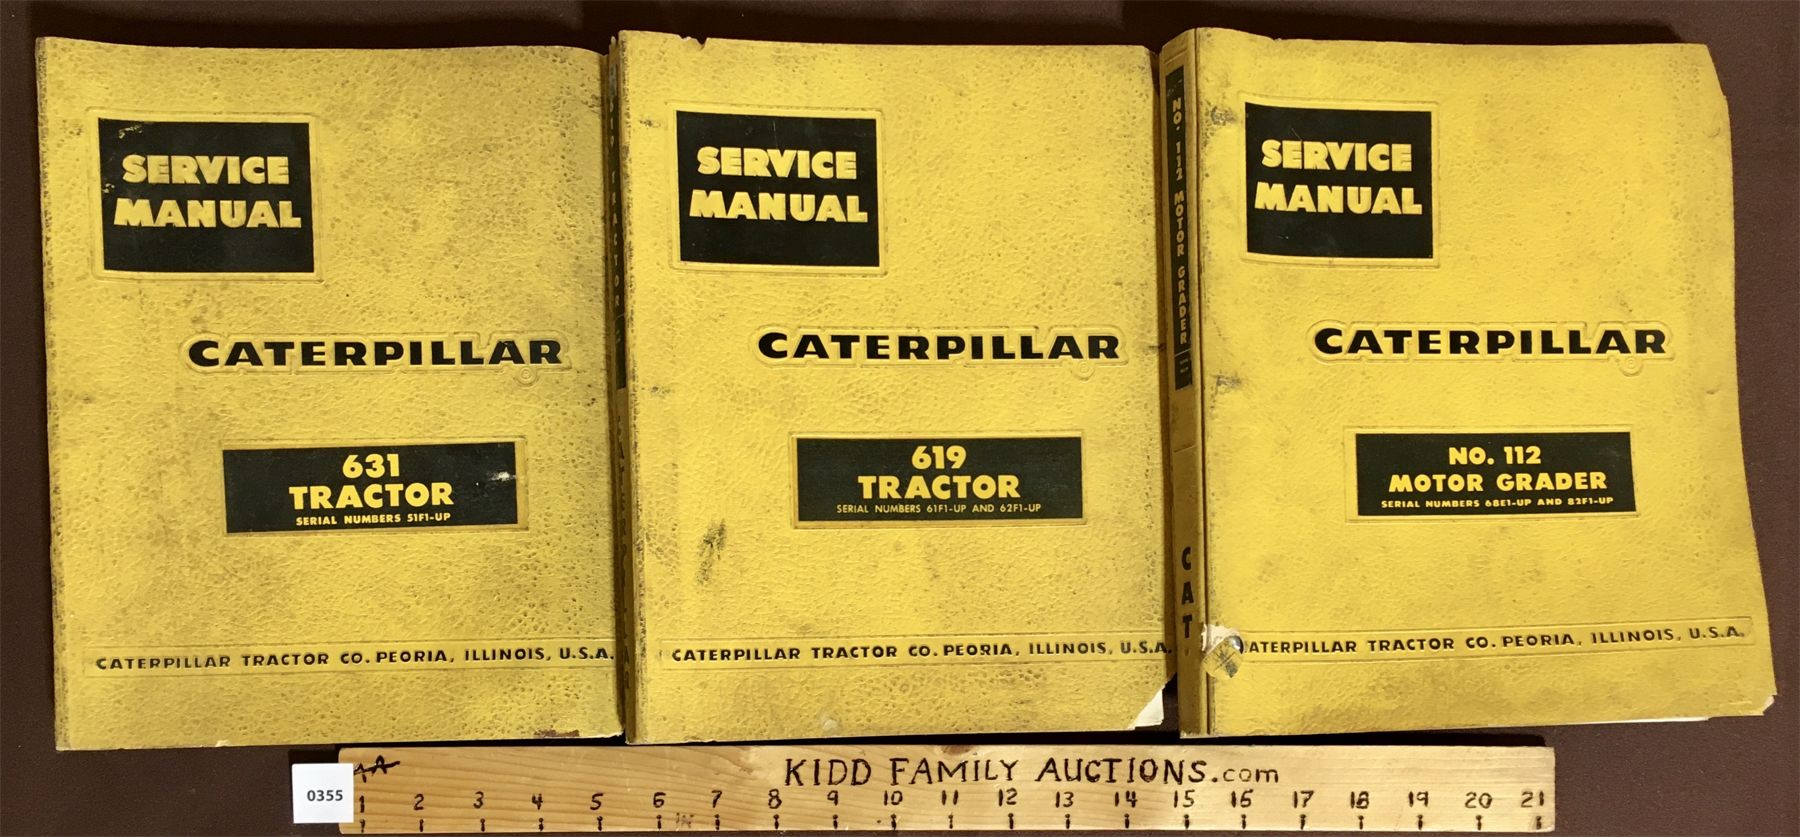 SERVICE
MANUAL
CATERPILLAR
631
TRACTOR
SERIAL NUMBERS 51F1-UP
CATERPILLAR TRACTOR CO. PEORIA, ILLINOIS, U.S.A.
TRACTOR
SERVICE
MANUAL
CATERPILLAR
619
TRACTOR
SERIAL NUMBERS 61F1-UP AND 62F1-UP
CATERPILLAR TRACTOR CO. PEORIA, ILLINOIS, U.S.A.
NO. 112 MOTOR GRADER
CAT
SERVICE
MANUAL
CATERPILLAR
NO. 112
MOTOR GRADER
SERIAL NUMBERS 68E1-UP AND 82F1-UP
CATERPILLAR TRACTOR CO. PEORIA, ILLINOIS, U.S.A.
KIDD FAMILY AUCTIONS.com
0355
1 2 3 4 5 6 7 8 9 10 11 12 13 14 15 16 17 18 19 20 21
IN